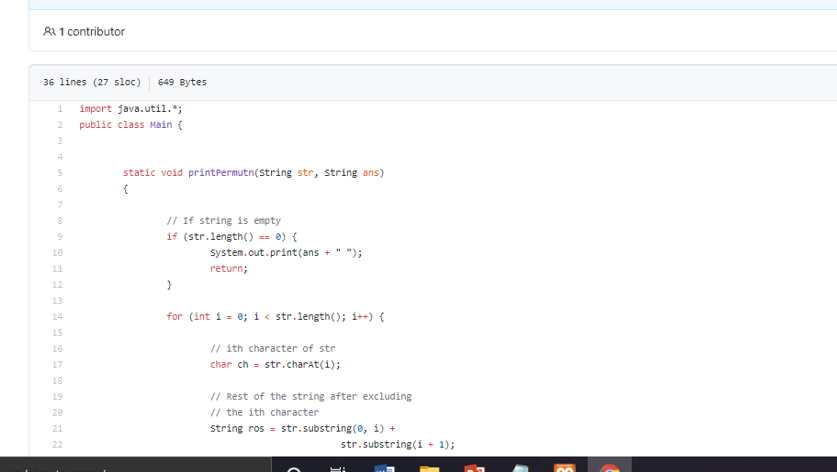 1 contributor
36 lines (27 sloc) 649 Bytes
1 import java.util.*;
2 public class Main {
3
4
5 static void printPermutn(String str, String ans)
6 {
7
8 // If string is empty
9 if (str.length() == 0) {
10 System.out.print(ans + " ");
11 return;
12 }
13
14 for (int i = 0; i < str.length(); i++) {
15
16 // ith character of str
17 char ch = str.charAt(i);
18
19 // Rest of the string after excluding
20 // the ith character
21 String ros = str.substring(0, i) +
22 str.substring(i + 1);